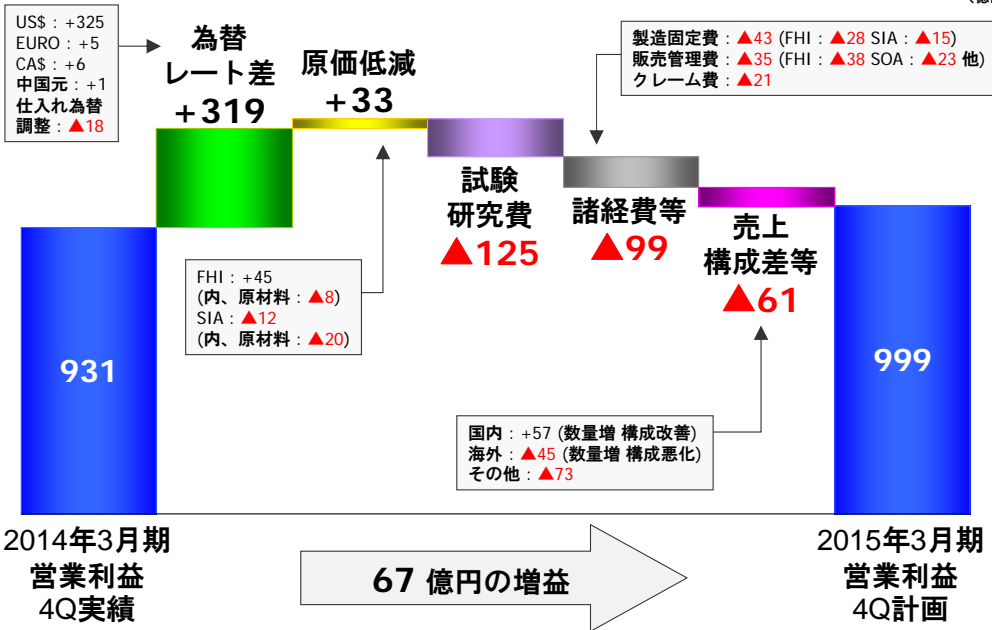 US$：+325
EURO：+5
CA$：+6
中国元：+1
仕入れ為替
調整：▲18
為替
レート差
+319
原価低減
+33
製造固定費：▲43 (FHI：▲28 SIA：▲15)
販売管理費：▲35 (FHI：▲38 SOA：▲23 他)
クレーム費：▲21
試験
研究費
▲125
諸経費等
▲99
売上
構成差等
▲61
FHI：+45
(内、原材料：▲8)
SIA：▲12
(内、原材料：▲20)
931
999
国内：+57 (数量増 構成改善)
海外：▲45 (数量増 構成悪化)
その他：▲73
2014年3月期
営業利益
4Q実績
67 億円の増益
2015年3月期
営業利益
4Q計画